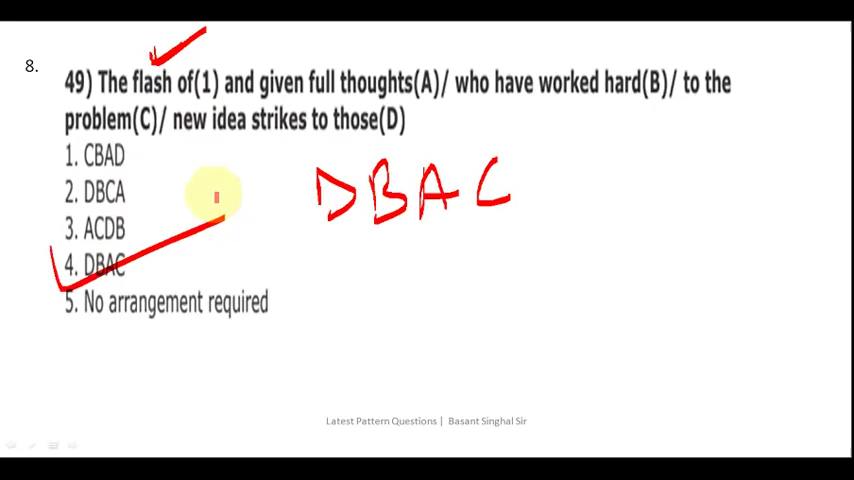 8.
49) The flash of(1) and given full thoughts(A)/ who have worked hard(B)/ to the
problem(C)/ new idea strikes to those(D)
1. CBAD
2. DBCA
3. ACDB
4. DBAC
5. No arrangement required
DBAC
Latest Pattern Questions | Basant Singhal Sir